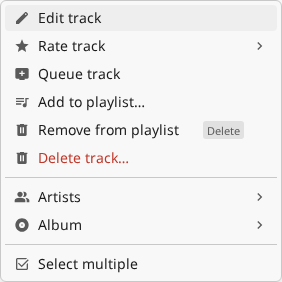 Edit track
Rate track
Queue track
Add to playlist...
Remove from playlist Delete
Delete track...
Artists
Album
Select multiple